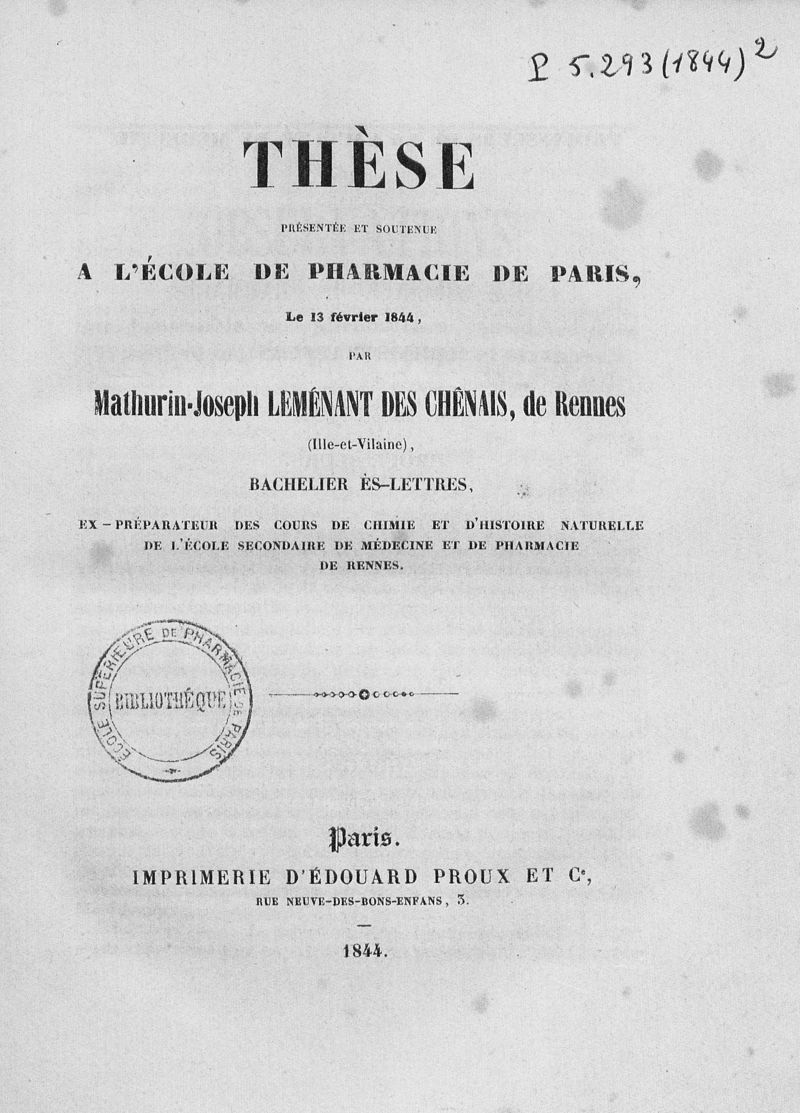 P 5.293 (1844) 2
THÈSE
PRÉSENTÉE ET SOUTENUE
A L'ÉCOLE DE PHARMACIE DE PARIS,
Le 13 février 1844,
PAR
Mathurin-Joseph LEMÉNANT DES CHÊNAIS, de Rennes
(Ille-et-Vilaine),
BACHELIER ÈS-LETTRES,
EX-PRÉPARATEUR DES COURS DE CHIMIE ET D'HISTOIRE NATURELLE
DE L'ÉCOLE SECONDAIRE DE MÉDECINE ET DE PHARMACIE
DE RENNES.
ÉCOLE SUPÉRIEURE DE PHARMACIE DE PARIS
BIBLIOTHÉQUE
Paris.
IMPRIMERIE D'ÉDOUARD PROUX ET Ce,
RUE NEUVE-DES-BONS-ENFANS, 3.
1844.